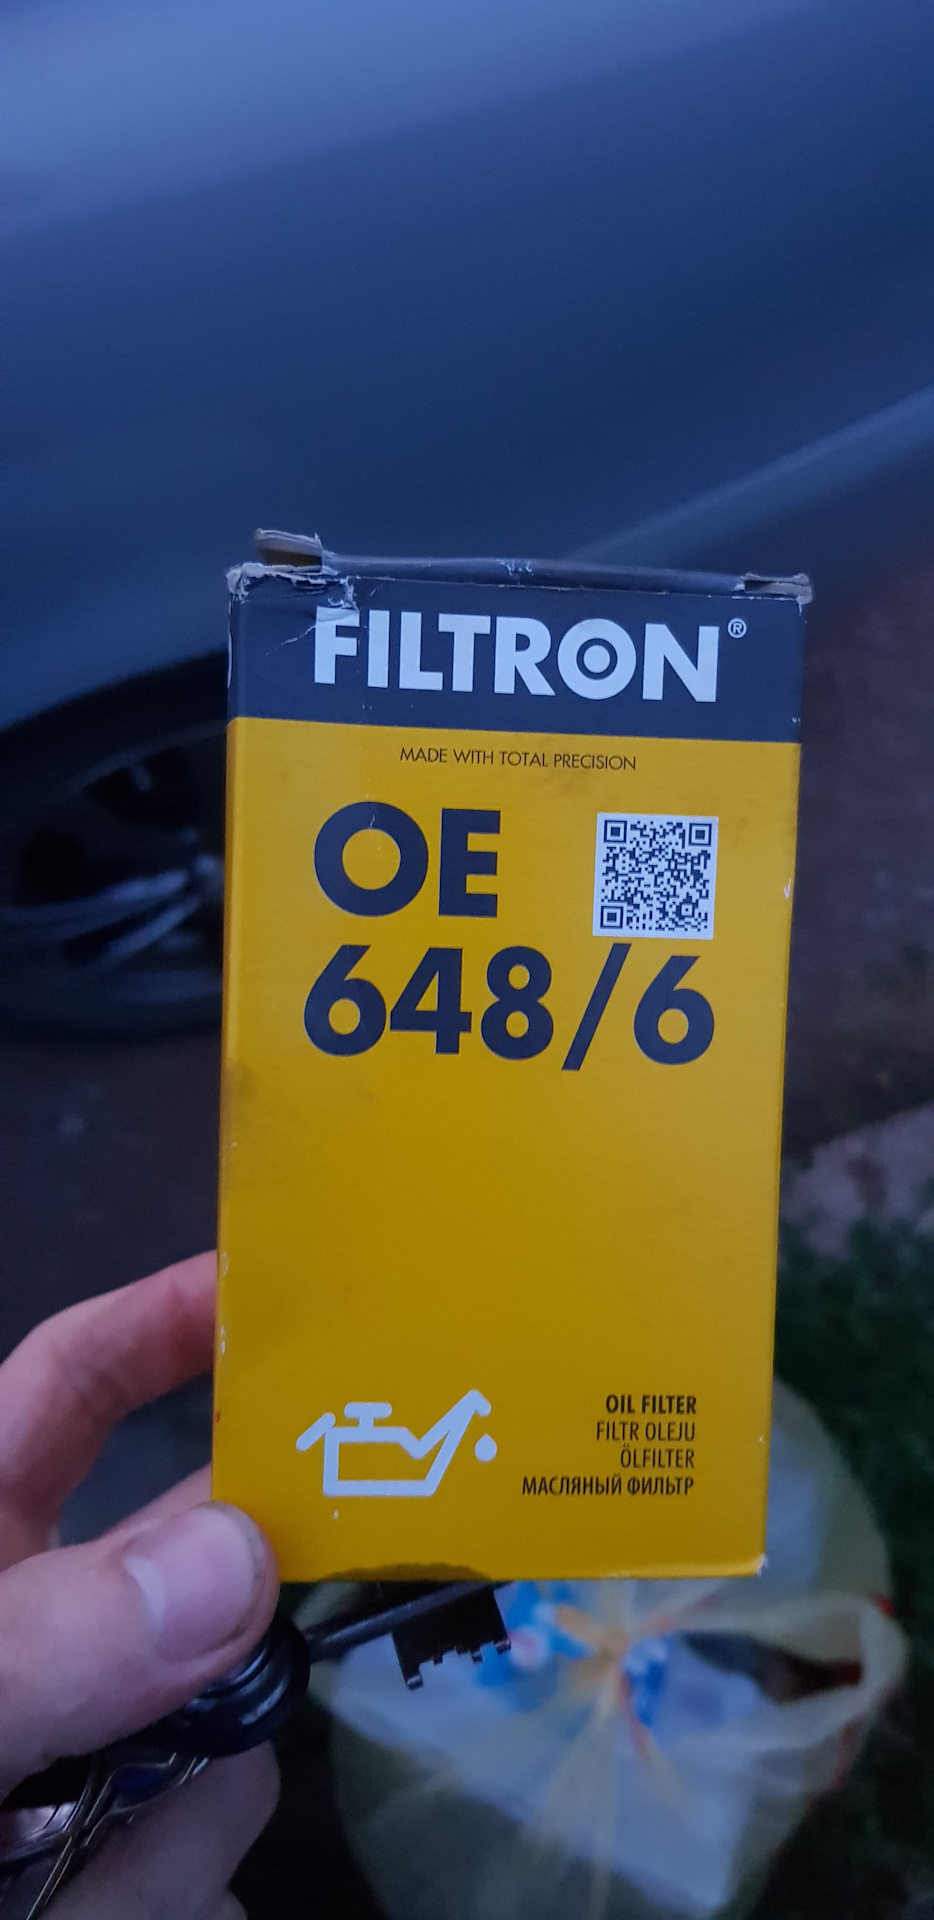 FILTRON®
MADE WITH TOTAL PRECISION
OE
648/6
OIL FILTER
FILTR OLEJU
ÖLFILTER
МАСЛЯНЫЙ ФИЛЬТР